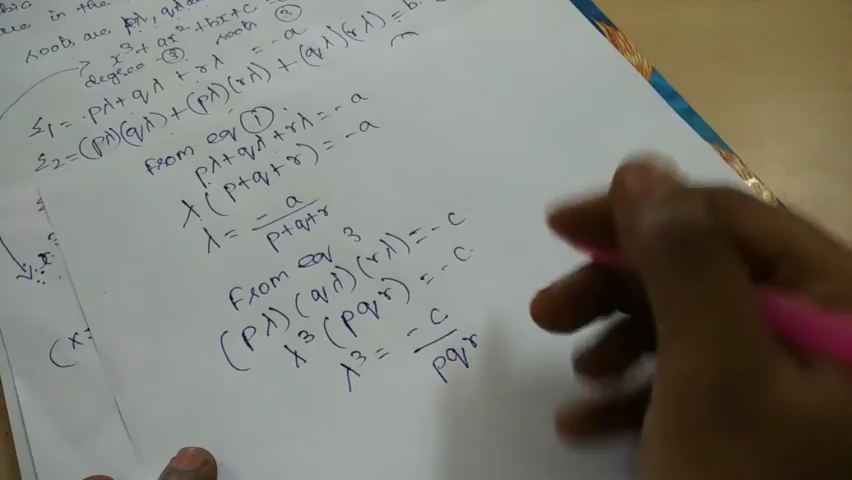 in the
roots are pλ, qλ
x³ + ax² + bx + c
degree - ③ roots ③
Σ₁ = pλ + qλ + rλ = -a
Σ₂ = (pλ)(qλ) + (pλ)(rλ) + (qλ)(rλ) = b
From eq ①
pλ + qλ + rλ = -a
λ(p+q+r) = -a
λ = -a / p+q+r
From eq 3
(pλ)(qλ)(rλ) = -c
λ³(pqr) = -c
λ³ = -c / pqr
(x